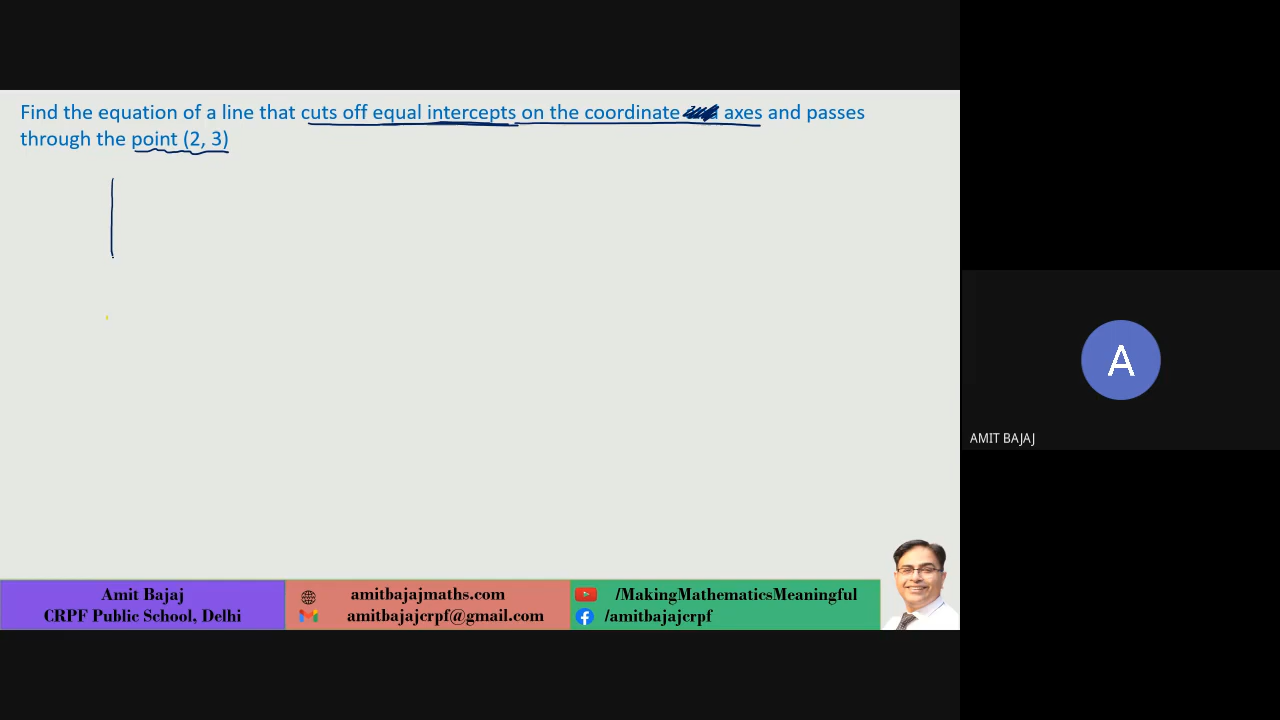 Find the equation of a line that cuts off equal intercepts on the coordinate axes and passes
through the point (2, 3)
A
AMIT BAJAJ
Amit Bajaj
CRPF Public School, Delhi
amitbajajmaths.com
amitbajajcrpf@gmail.com
/MakingMathematicsMeaningful
/amitbajajcrpf